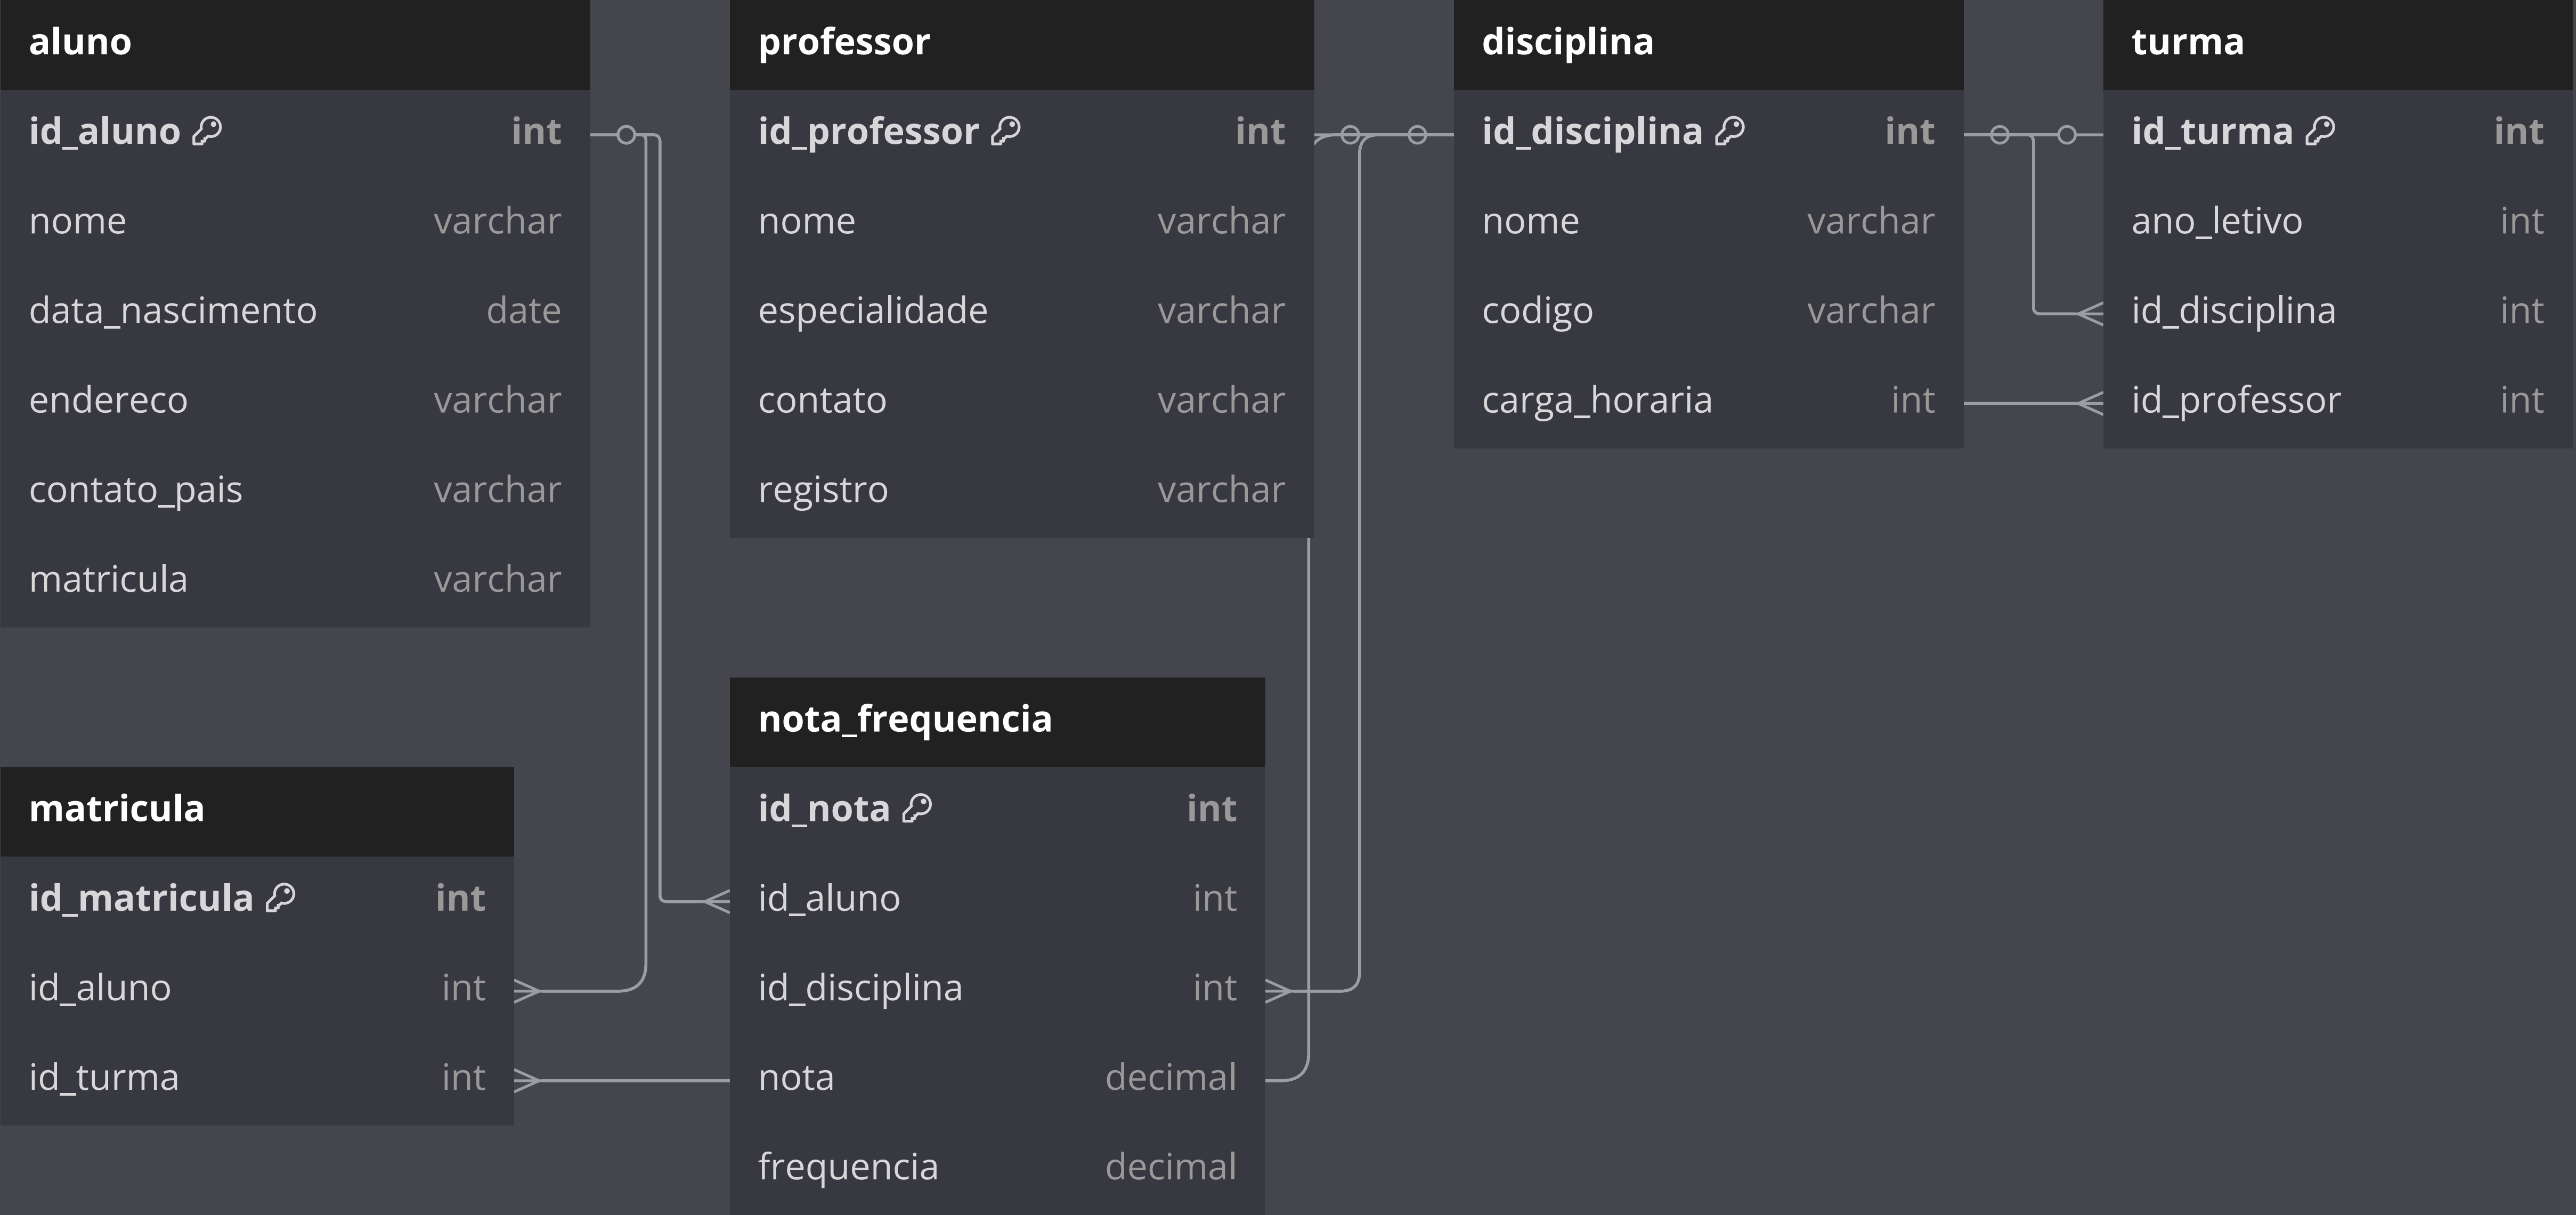 aluno
id_aluno int
nome varchar
data_nascimento date
endereco varchar
contato_pais varchar
matricula varchar
professor
id_professor int
nome varchar
especialidade varchar
contato varchar
registro varchar
disciplina
id_disciplina int
nome varchar
codigo varchar
carga_horaria int
turma
id_turma int
ano_letivo int
id_disciplina int
id_professor int
matricula
id_matricula int
id_aluno int
id_turma int
nota_frequencia
id_nota int
id_aluno int
id_disciplina int
nota decimal
frequencia decimal